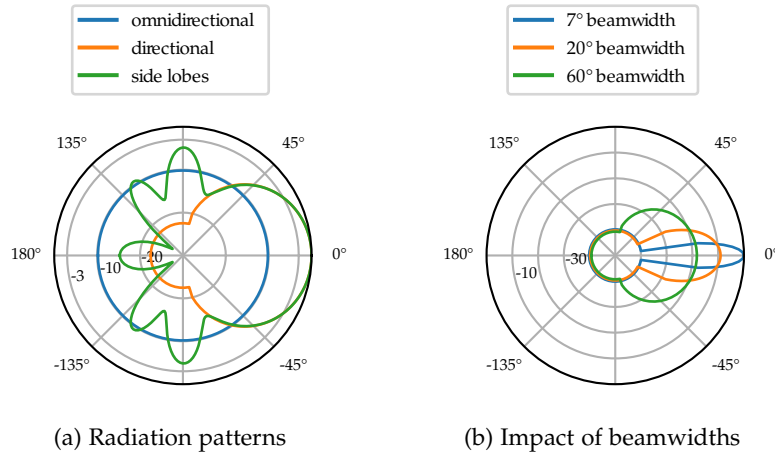 omnidirectional
directional
side lobes
135°
45°
180°
-3
-10
-20
0°
-135°
-45°
(a) Radiation patterns
7° beamwidth
20° beamwidth
60° beamwidth
135°
45°
180°
-10
-30
0°
-135°
-45°
(b) Impact of beamwidths